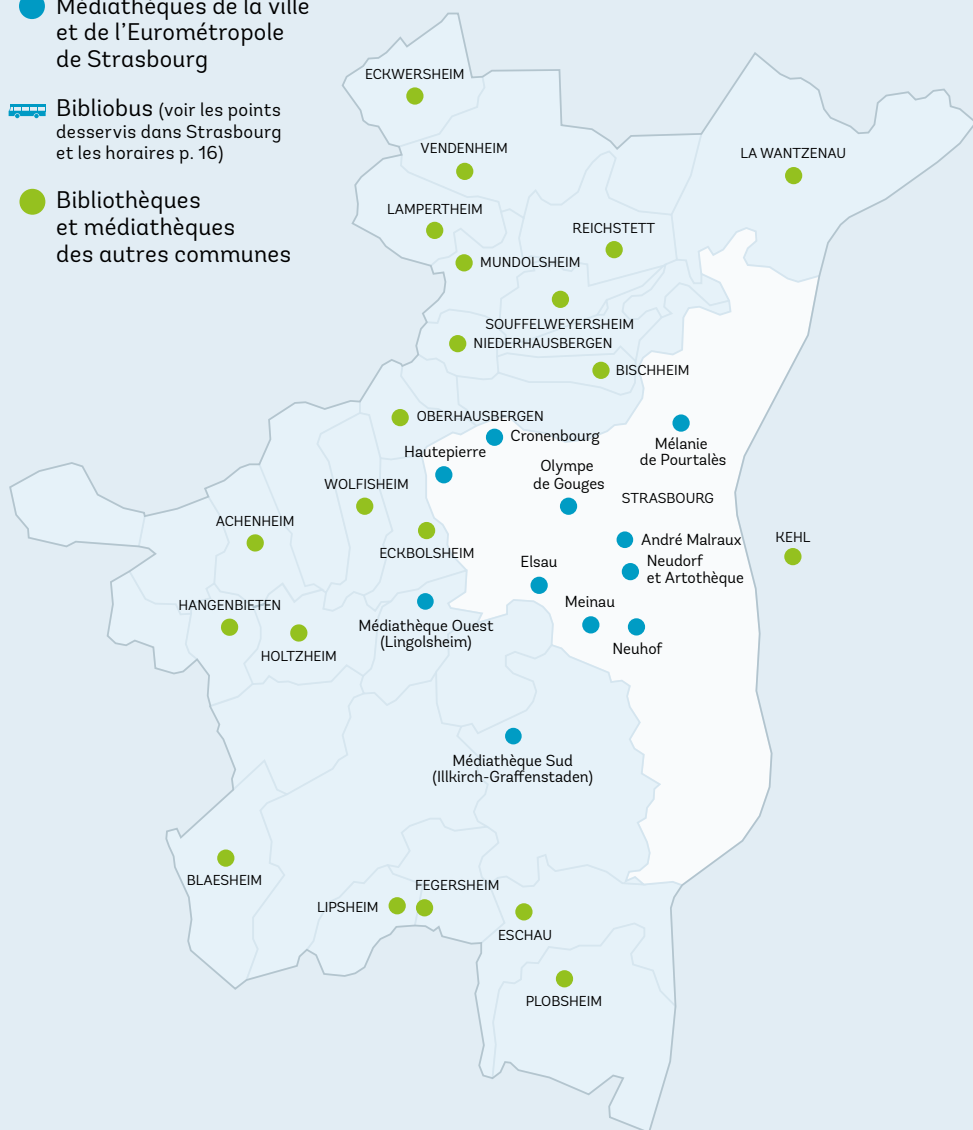 Médiathèques de la ville
et de l’Eurométropole
de Strasbourg
Bibliobus (voir les points
desservis dans Strasbourg
et les horaires p. 16)
Bibliothèques
et médiathèques
des autres communes
ECKWERSHEIM
VENDENHEIM
LA WANTZENAU
LAMPERTHEIM
REICHSTETT
MUNDOLSHEIM
SOUFFELWEYERSHEIM
NIEDERHAUSBERGEN
BISCHHEIM
OBERHAUSBERGEN
Cronenbourg
Hautepierre
Mélanie
de Pourtalès
Olympe
de Gouges
WOLFISHEIM
STRASBOURG
ACHENHEIM
ECKBOLSHEIM
André Malraux
KEHL
Neudorf
et Artothèque
Elsau
HANGENBIETEN
Meinau
Médiathèque Ouest
(Lingolsheim)
HOLTZHEIM
Neuhof
Médiathèque Sud
(Illkirch-Graffenstaden)
BLAESHEIM
FEGERSHEIM
LIPSHEIM
ESCHAU
PLOBSHEIM